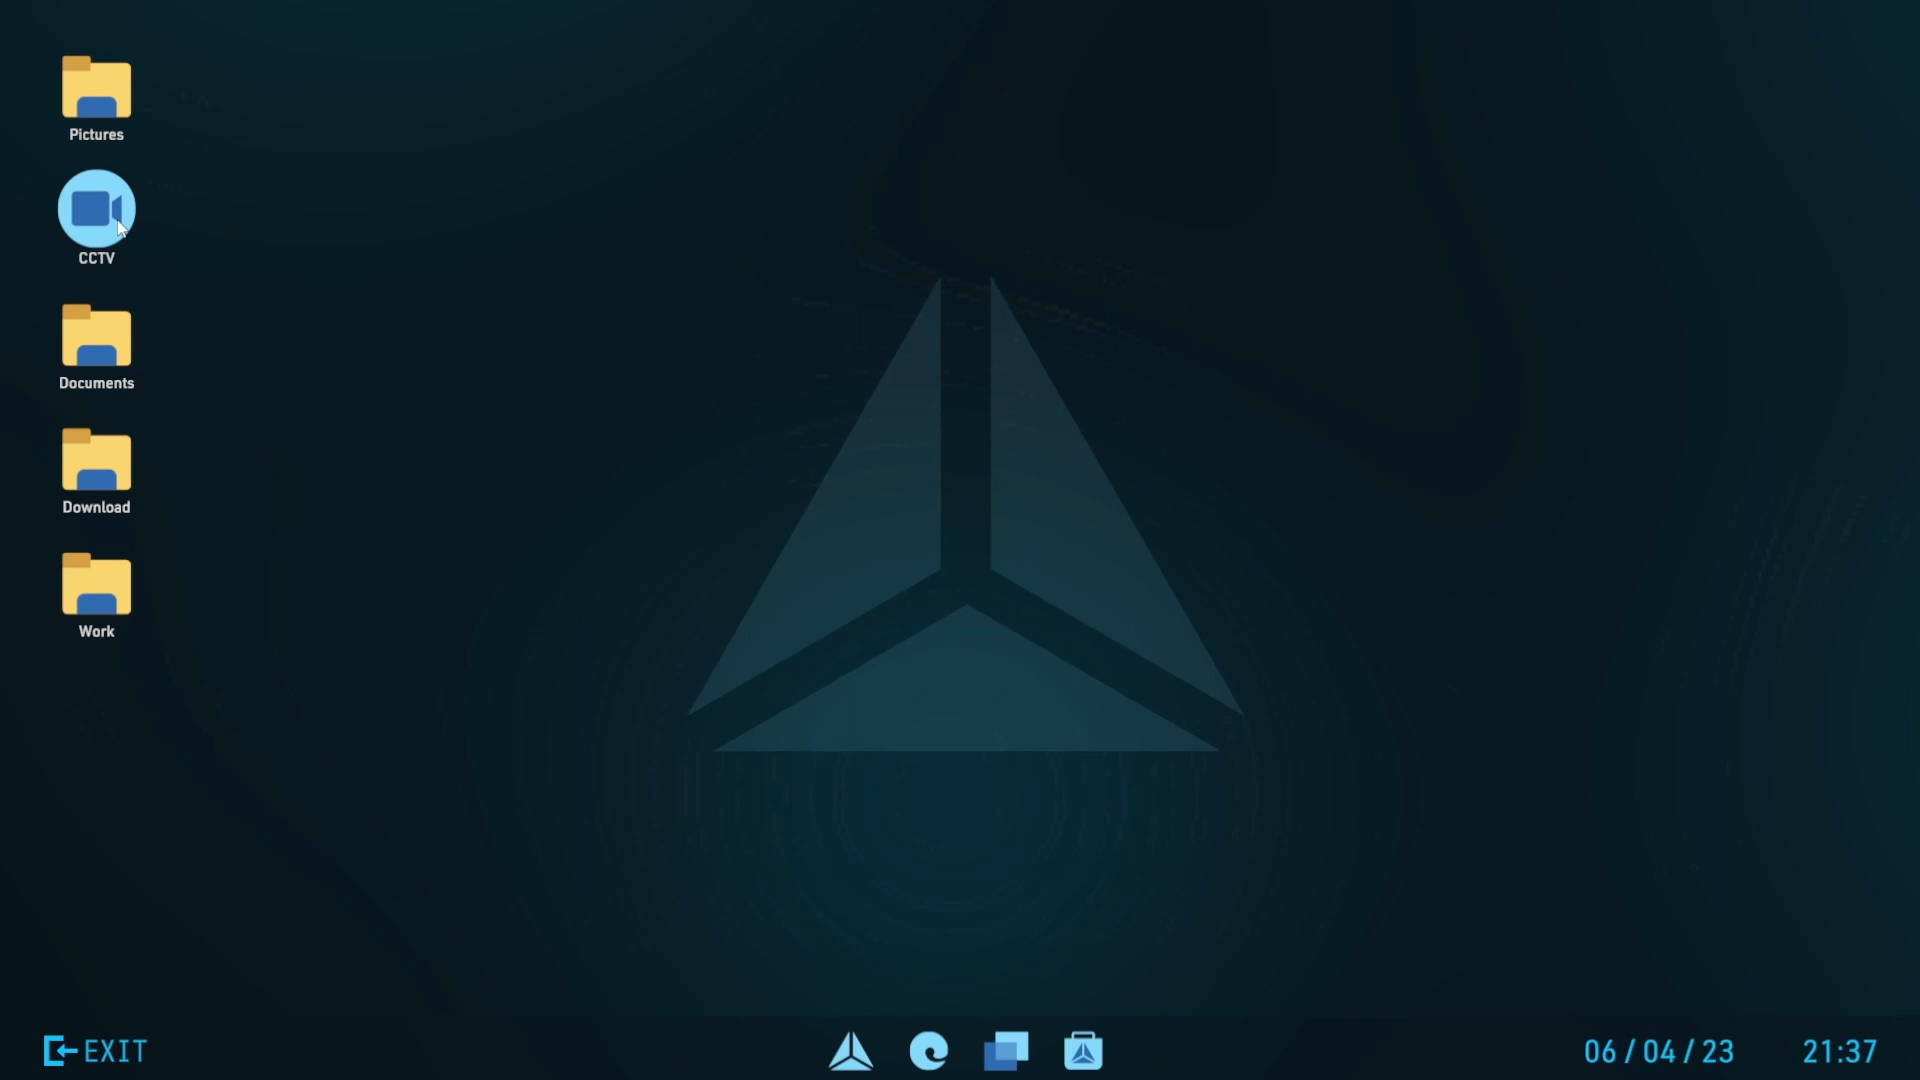 Pictures
CCTV
Documents
Download
Work
EXIT
06 / 04 / 23
21:37